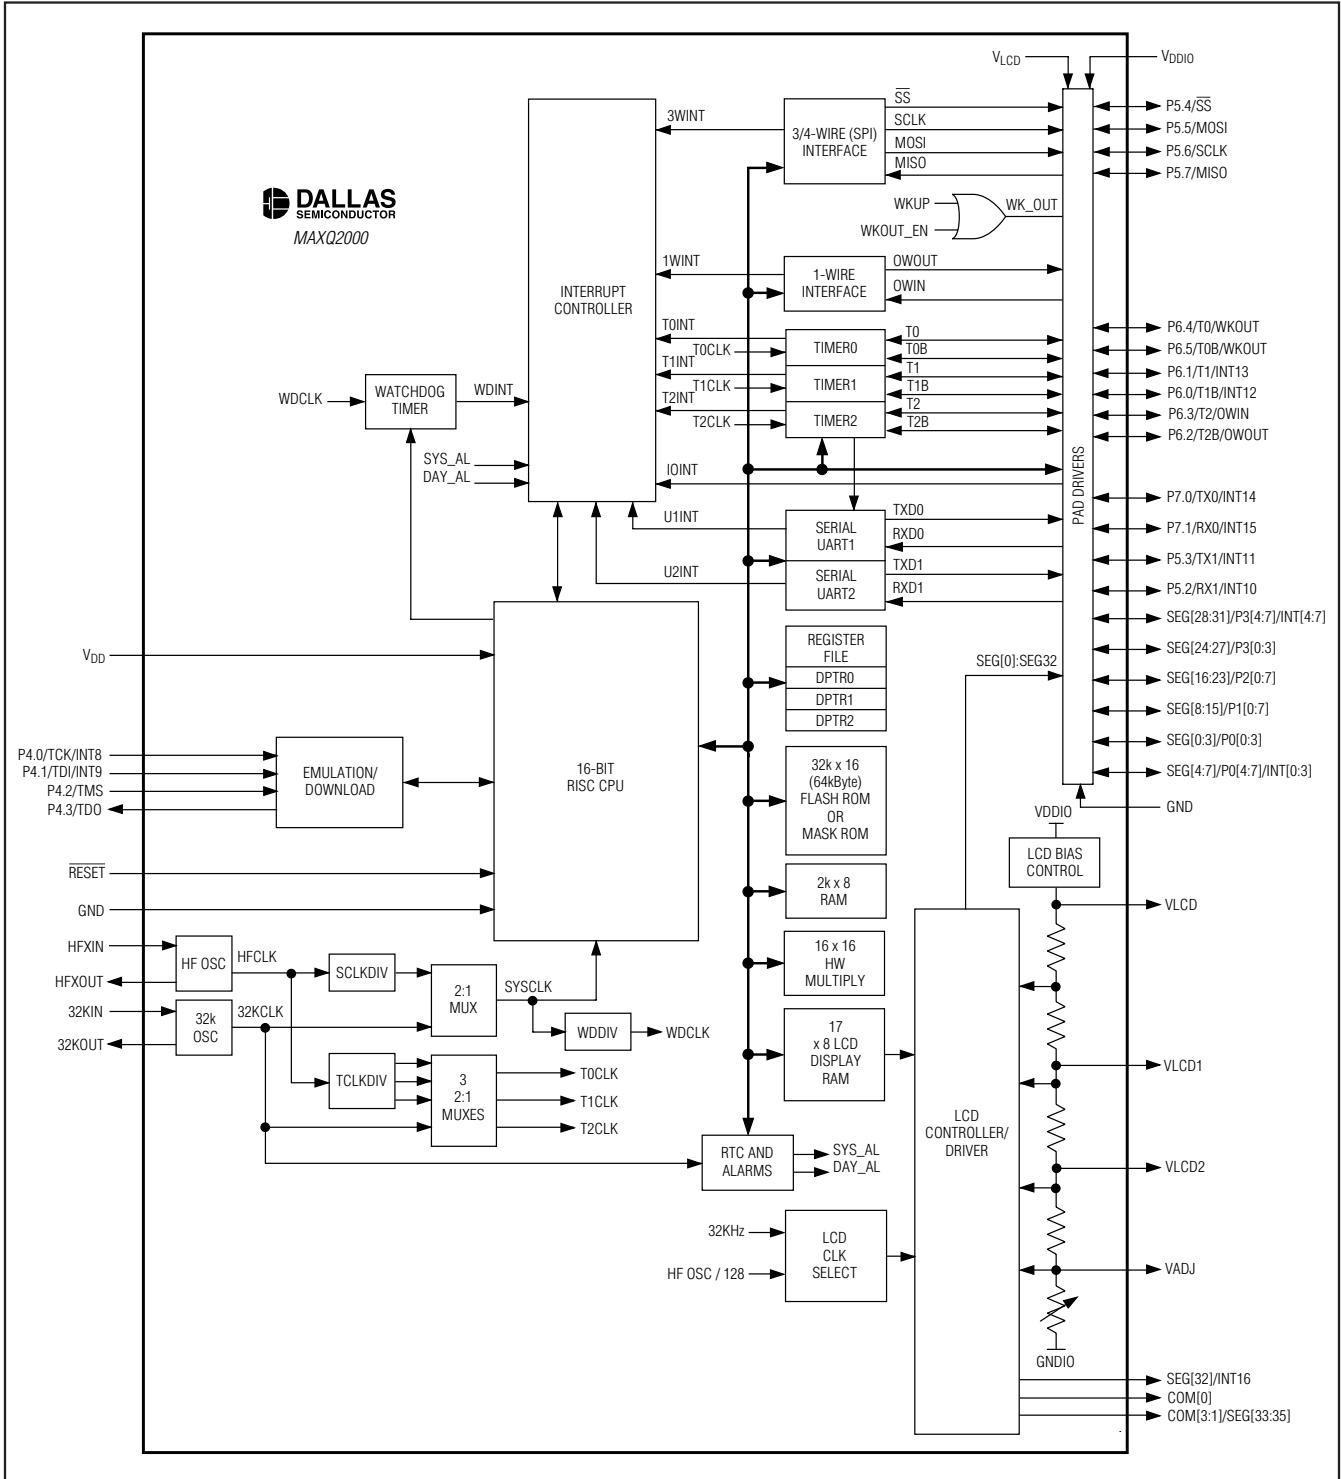 VLCD
VDDIO
DALLAS
SEMICONDUCTOR
MAXQ2000
INTERRUPT
CONTROLLER
3WINT
3/4-WIRE (SPI)
INTERFACE
SS
SCLK
MOSI
MISO
P5.4/SS
P5.5/MOSI
P5.6/SCLK
P5.7/MISO
WKUP
WKOUT_EN
WK_OUT
1WINT
1-WIRE
INTERFACE
OWOUT
OWIN
T0INT
T0CLK
T1INT
T1CLK
T2INT
T2CLK
TIMER0
TIMER1
TIMER2
T0
T0B
T1
T1B
T2
T2B
PAD DRIVERS
P6.4/T0/WKOUT
P6.5/T0B/WKOUT
P6.1/T1/INT13
P6.0/T1B/INT12
P6.3/T2/OWIN
P6.2/T2B/OWOUT
WDCLK
WATCHDOG
TIMER
WDINT
SYS_AL
DAY_AL
IOINT
U1INT
U2INT
SERIAL
UART1
SERIAL
UART2
TXD0
RXD0
TXD1
RXD1
P7.0/TX0/INT14
P7.1/RX0/INT15
P5.3/TX1/INT11
P5.2/RX1/INT10
SEG[28:31]/P3[4:7]/INT[4:7]
SEG[24:27]/P3[0:3]
SEG[16:23]/P2[0:7]
SEG[8:15]/P1[0:7]
SEG[0:3]/P0[0:3]
SEG[4:7]/P0[4:7]/INT[0:3]
GND
VDD
P4.0/TCK/INT8
P4.1/TDI/INT9
P4.2/TMS
P4.3/TDO
EMULATION/
DOWNLOAD
16-BIT
RISC CPU
REGISTER
FILE
DPTR0
DPTR1
DPTR2
SEG[0]:SEG32
32k x 16
(64kByte)
FLASH ROM
OR
MASK ROM
2k x 8
RAM
16 x 16
HW
MULTIPLY
17
x 8 LCD
DISPLAY
RAM
VDDIO
LCD BIAS
CONTROL
VLCD
VLCD1
VLCD2
VADJ
GNDIO
RESET
GND
HFXIN
HFXOUT
32KIN
32KOUT
HF OSC
32k
OSC
HFCLK
32KCLK
SCLKDIV
2:1
MUX
SYSCLK
WDDIV
WDCLK
TCLKDIV
3
2:1
MUXES
T0CLK
T1CLK
T2CLK
RTC AND
ALARMS
SYS_AL
DAY_AL
32KHz
HF OSC / 128
LCD
CLK
SELECT
LCD
CONTROLLER/
DRIVER
SEG[32]/INT16
COM[0]
COM[3:1]/SEG[33:35]